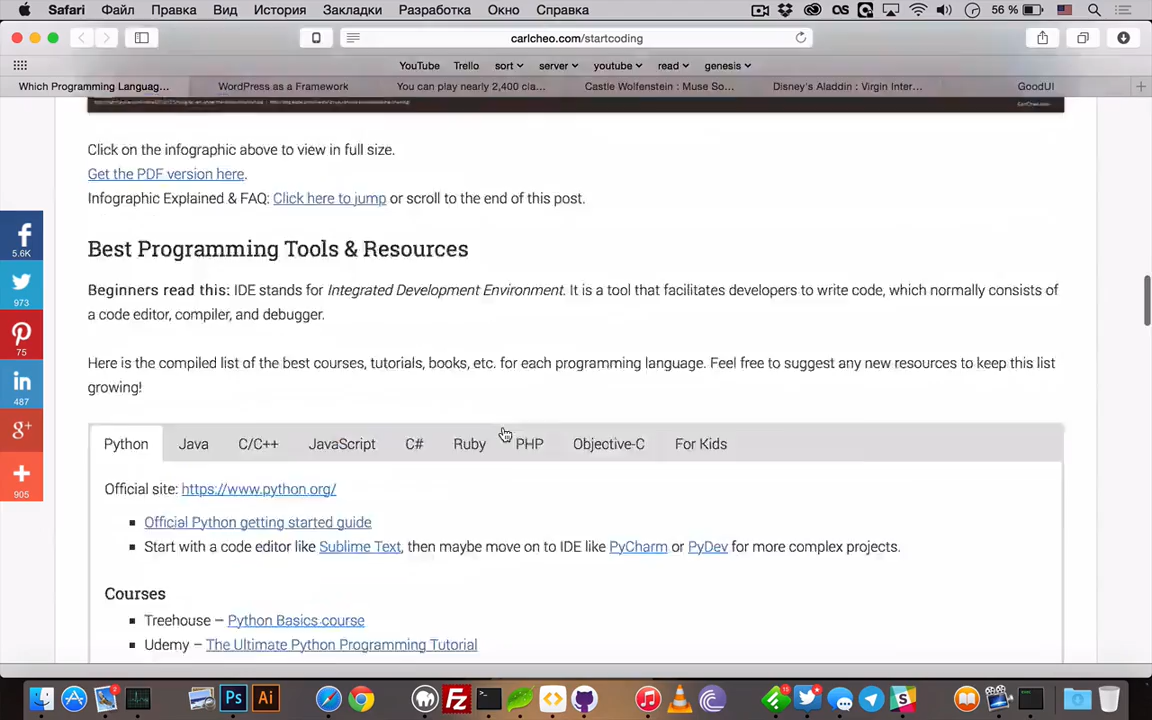 Safari Файл Правка Вид История Закладки Разработка Окно Справка 56 %
carlcheo.com/startcoding
YouTube Trello sort server youtube read genesis
Which Programming Languag... WordPress as a Framework You can play nearly 2,400 cla... Castle Wolfenstein : Muse So... Disney's Aladdin : Virgin Inter... GoodUI
Click on the infographic above to view in full size.
Get the PDF version here.
Infographic Explained & FAQ: Click here to jump or scroll to the end of this post.
5.6K
Best Programming Tools & Resources
973
Beginners read this: IDE stands for Integrated Development Environment. It is a tool that facilitates developers to write code, which normally consists of
a code editor, compiler, and debugger.
75
Here is the compiled list of the best courses, tutorials, books, etc. for each programming language. Feel free to suggest any new resources to keep this list
growing!
487
Python Java C/C++ JavaScript C# Ruby PHP Objective-C For Kids
905
Official site: https://www.python.org/
Official Python getting started guide
Start with a code editor like Sublime Text, then maybe move on to IDE like PyCharm or PyDev for more complex projects.
Courses
Treehouse – Python Basics course
Udemy – The Ultimate Python Programming Tutorial